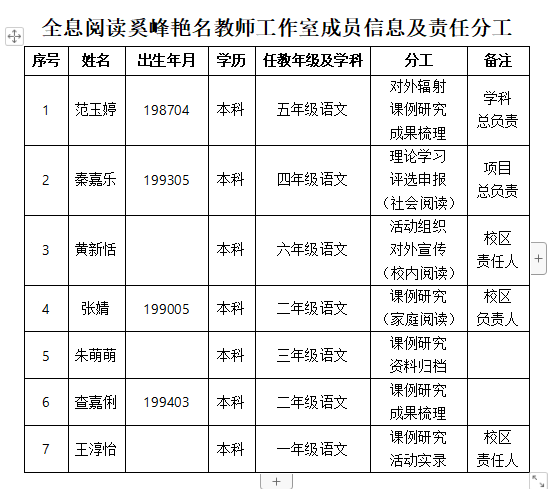 全息阅读奚峰艳名教师工作室成员信息及责任分工
序号 姓名 出生年月 学历 任教年级及学科 分工 备注
1 范玉婷 198704 本科 五年级语文 对外辐射 课例研究 成果梳理 学科 总负责
2 秦嘉乐 199305 本科 四年级语文 理论学习 评选申报 （社会阅读） 项目 总负责
3 黄新恬 本科 六年级语文 活动组织 对外宣传 （校内阅读） 校区 责任人
4 张婧 199005 本科 二年级语文 课例研究 （家庭阅读） 校区 负责人
5 朱萌萌 本科 三年级语文 课例研究 资料归档
6 查嘉俐 199403 本科 二年级语文 课例研究 成果梳理
7 王淳怡 本科 一年级语文 课例研究 活动实录 校区 责任人